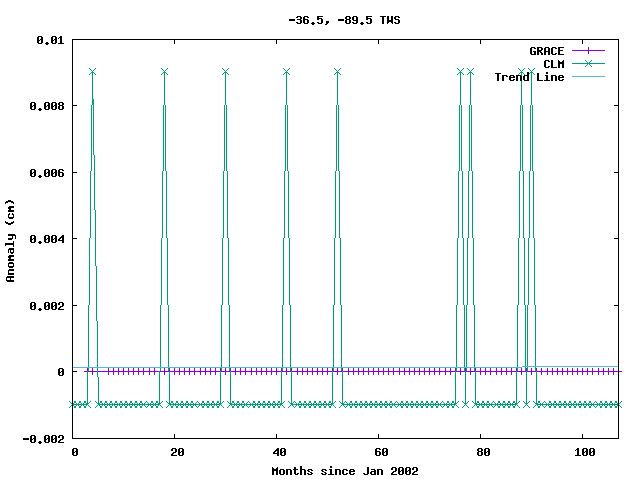 -36.5, -89.5 TWS
0.01
GRACE
CLM
Trend Line
0.008
0.006
0.004
0.002
0
-0.002
Anomaly (cm)
0 20 40 60 80 100
Months since Jan 2002